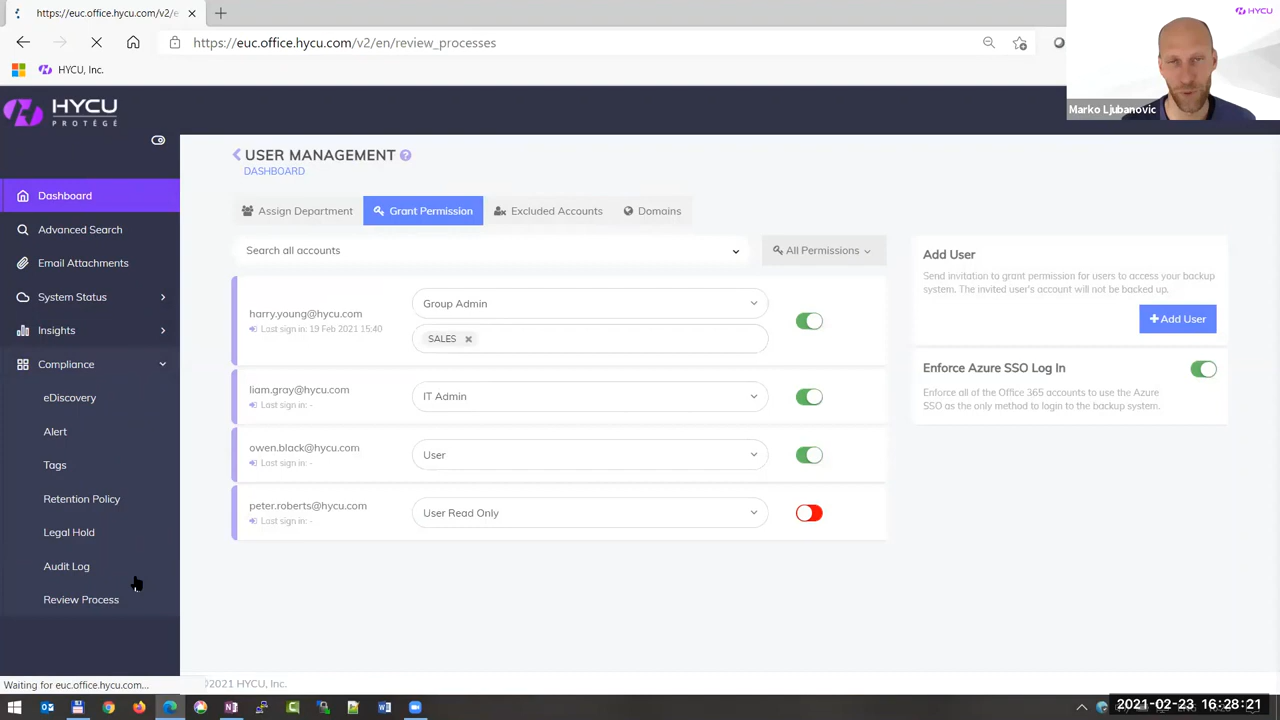 https://euc.office.hycu.com/v2/e
HYCU
https://euc.office.hycu.com/v2/en/review_processes
HYCU, Inc.
Marko Ljubanovic
HYCU
PROTÉGÉ
USER MANAGEMENT ?
DASHBOARD
Dashboard
Assign Department
Grant Permission
Excluded Accounts
Domains
Advanced Search
Search all accounts
All Permissions
Add User
Email Attachments
Send invitation to grant permission for users to access your backup
system. The invited user's account will not be backed up.
System Status
harry.young@hycu.com
Group Admin
Last sign in: 19 Feb 2021 15:40
Add User
Insights
SALES
Compliance
Enforce Azure SSO Log In
liam.gray@hycu.com
IT Admin
Enforce all of the Office 365 accounts to use the Azure
eDiscovery
Last sign in: -
SSO as the only method to login to the backup system.
Alert
owen.black@hycu.com
User
Last sign in: -
Tags
Retention Policy
peter.roberts@hycu.com
User Read Only
Last sign in: -
Legal Hold
Audit Log
Review Process
Waiting for euc.office.hycu.com...
©2021 HYCU, Inc.
2021-02-23 16:28:21